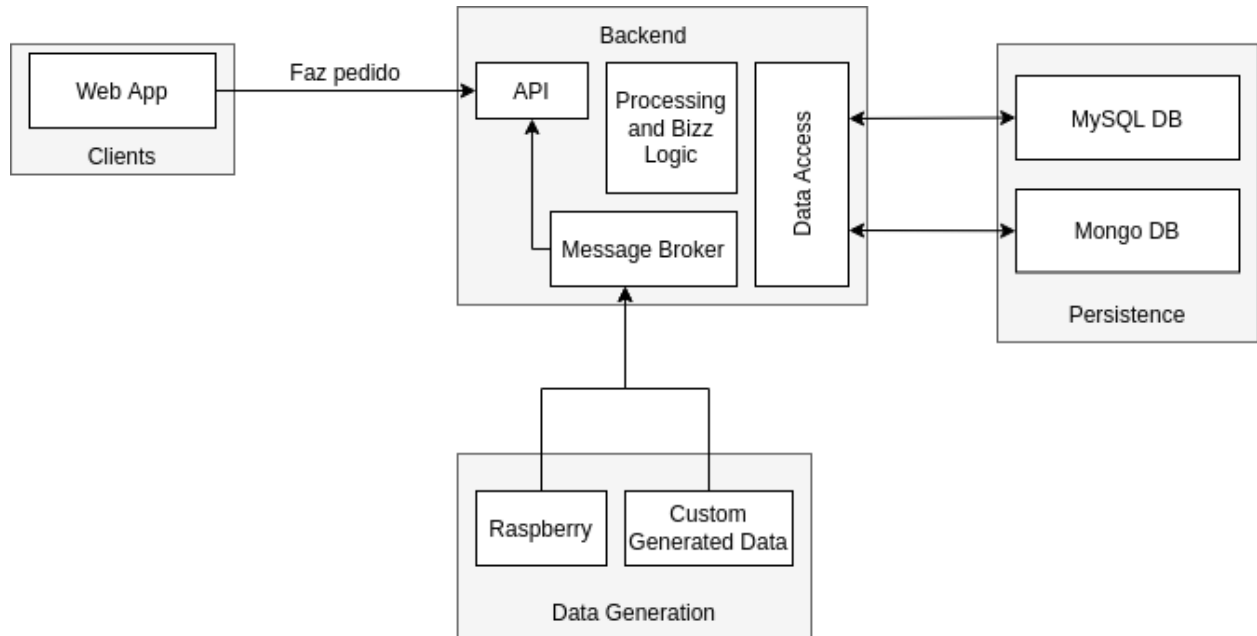 Backend
Web App
Faz pedido
API
Processing
and Bizz
Logic
Data Access
MySQL DB
Clients
Message Broker
Mongo DB
Persistence
Raspberry
Custom
Generated Data
Data Generation